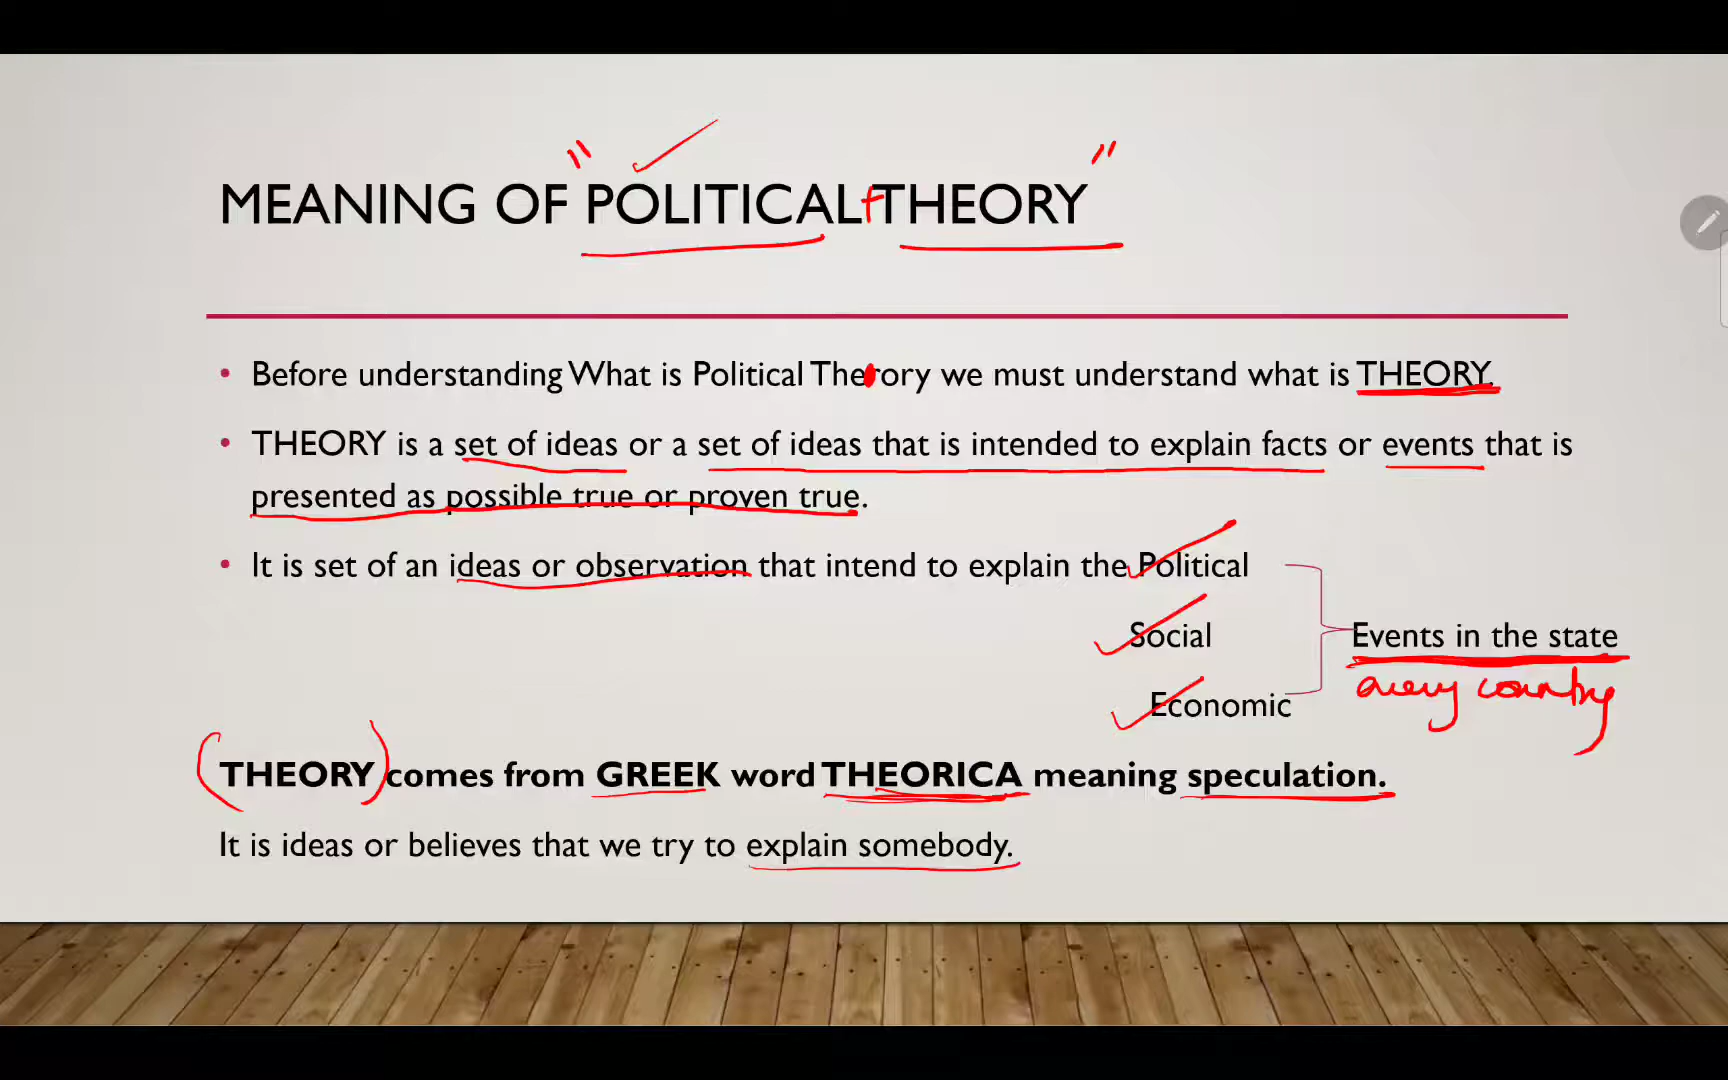 " "
MEANING OF POLITICAL+THEORY
• Before understanding What is Political Therory we must understand what is THEORY.
• THEORY is a set of ideas or a set of ideas that is intended to explain facts or events that is
presented as possible true or proven true.
• It is set of an ideas or observation that intend to explain the Political
Social
Events in the state
every country
Economic
(THEORY) comes from GREEK word THEORICA meaning speculation.
It is ideas or believes that we try to explain somebody.